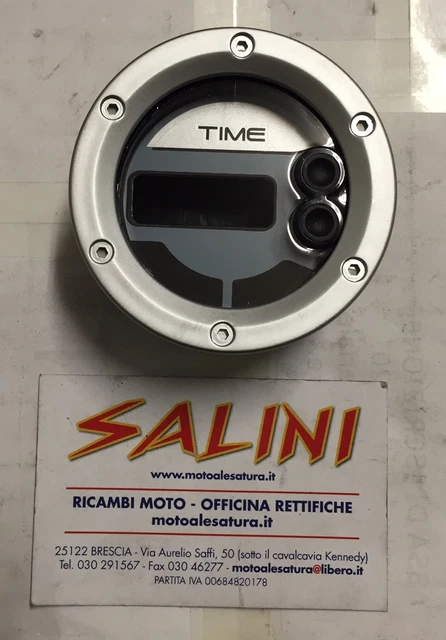 TIME
SALINI
www.motoalesatura.it
RICAMBI MOTO - OFFICINA RETTIFICHE
motoalesatura.it
25122 BRESCIA - Via Aurelio Saffi, 50 (sotto il cavalcavia Kennedy)
Tel. 030 291567 - Fax 030 46277 - motoalesatura@libero.it
PARTITA IVA 00684820178